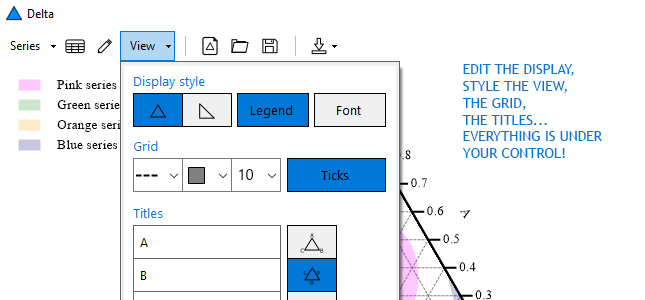 Delta
Series
View
Display style
Legend
Font
Grid
10
Ticks
Titles
A
A
C
B
B
Pink series
Green serie
Orange seri
Blue series
EDIT THE DISPLAY,
STYLE THE VIEW,
THE GRID,
THE TITLES...
EVERYTHING IS UNDER
YOUR CONTROL!
.8
0.7
0.6
0.5
0.4
0.3